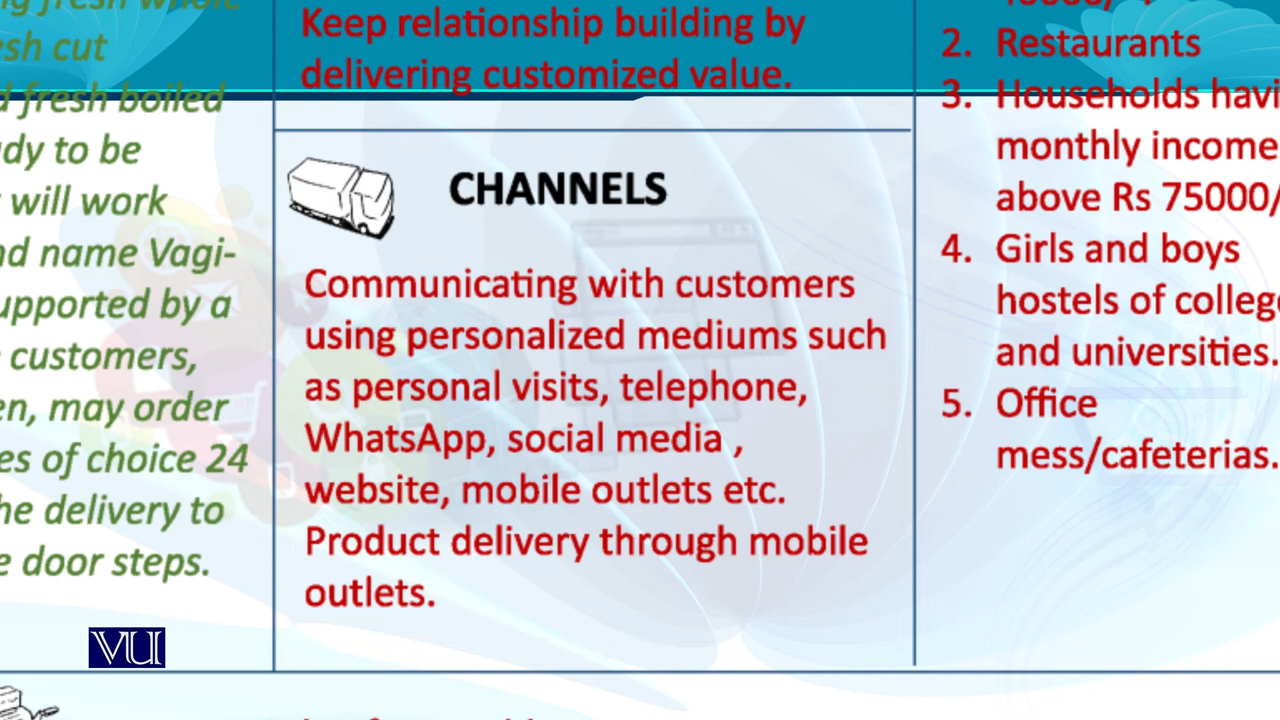 fresh
esh cut
fresh boiled
dy to be
will work
nd name Vagi-
upported by a
customers,
en, may order
es of choice 24
he delivery to
door steps.
VU
Keep relationship building by
delivering customized value.
CHANNELS
Communicating with customers
using personalized mediums such
as personal visits, telephone,
WhatsApp, social media ,
website, mobile outlets etc.
Product delivery through mobile
outlets.
2. Restaurants
3. Households havi
monthly income
above Rs 75000/
4. Girls and boys
hostels of colleg
and universities.
5. Office
mess/cafeterias.